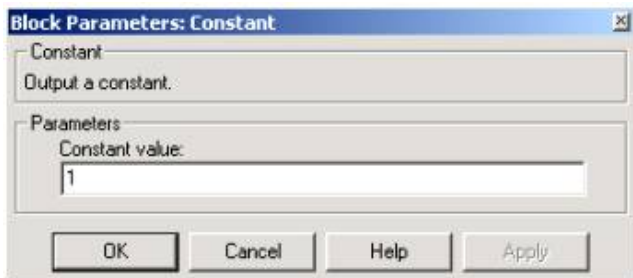 Block Parameters: Constant
Constant
Output a constant.
Parameters
Constant value:
1
OK Cancel Help Apply